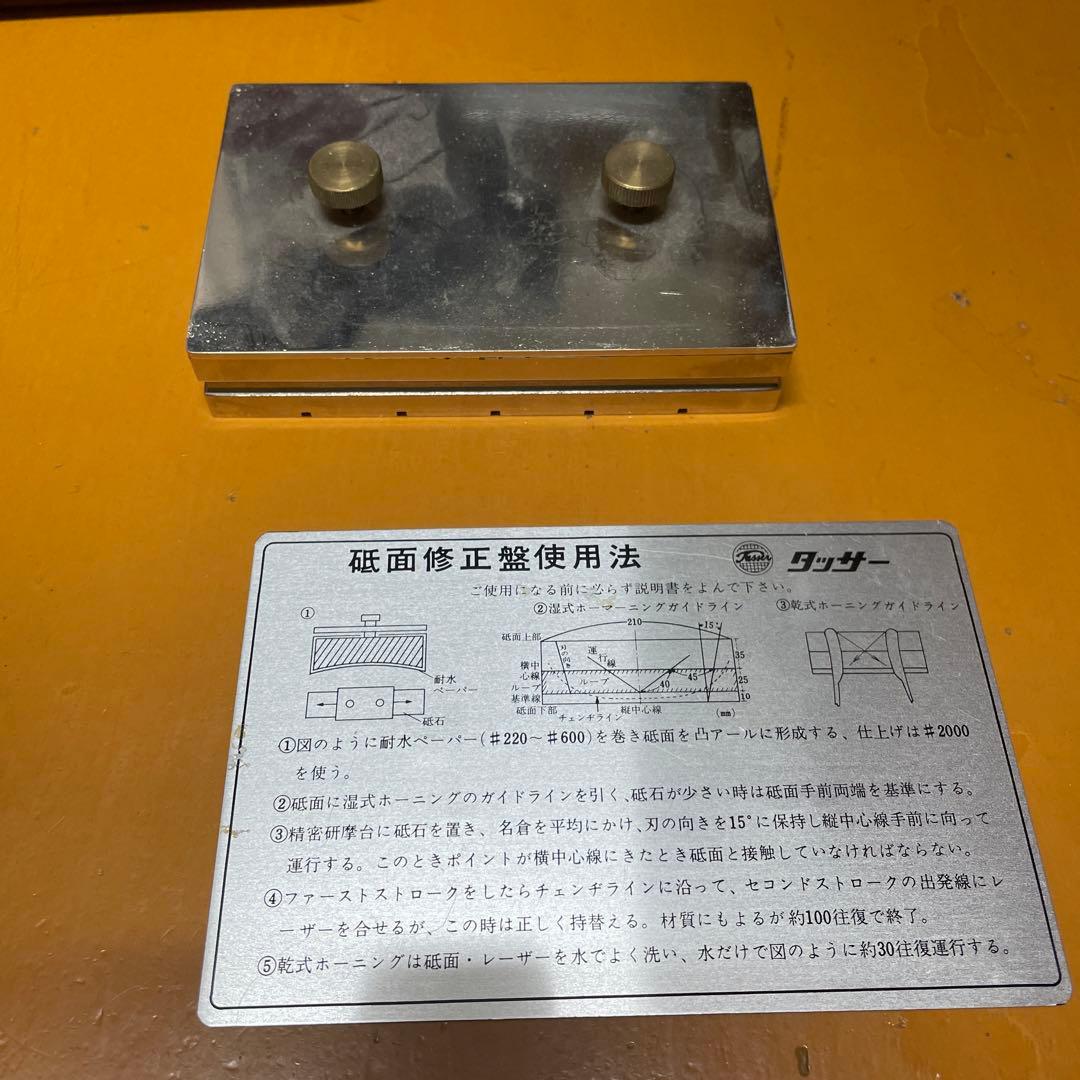 砥面修正盤使用法
Tasser タッサー
ご使用になる前に必らず説明書をよんで下さい。
①
耐水
ペーパー
砥石
②湿式ホーニングガイドライン
210
15°
砥面上部
刃の向き
運行線
横中
心線
ループ
ループ
基準線
砥面下部
40
45
35
25
10
チェンヂライン
縦中心線
(mm)
③乾式ホーニングガイドライン
①図のように耐水ペーパー(#220〜#600)を巻き砥面を凸アールに形成する、仕上げは#2000
を使う。
②砥面に湿式ホーニングのガイドラインを引く、砥石が少さい時は砥面手前両端を基準にする。
③精密研摩台に砥石を置き、名倉を平均にかけ、刃の向きを15°に保持し縦中心線手前に向って
運行する。このときポイントが横中心線にきたとき砥面と接触していなければならない。
④ファーストストロークをしたらチェンヂラインに沿って、セコンドストロークの出発線にレ
ーザーを合せるが、この時は正しく持替える。材質にもよるが約100往復で終了。
⑤乾式ホーニングは砥面・レーザーを水でよく洗い、水だけで図のように約30往復運行する。